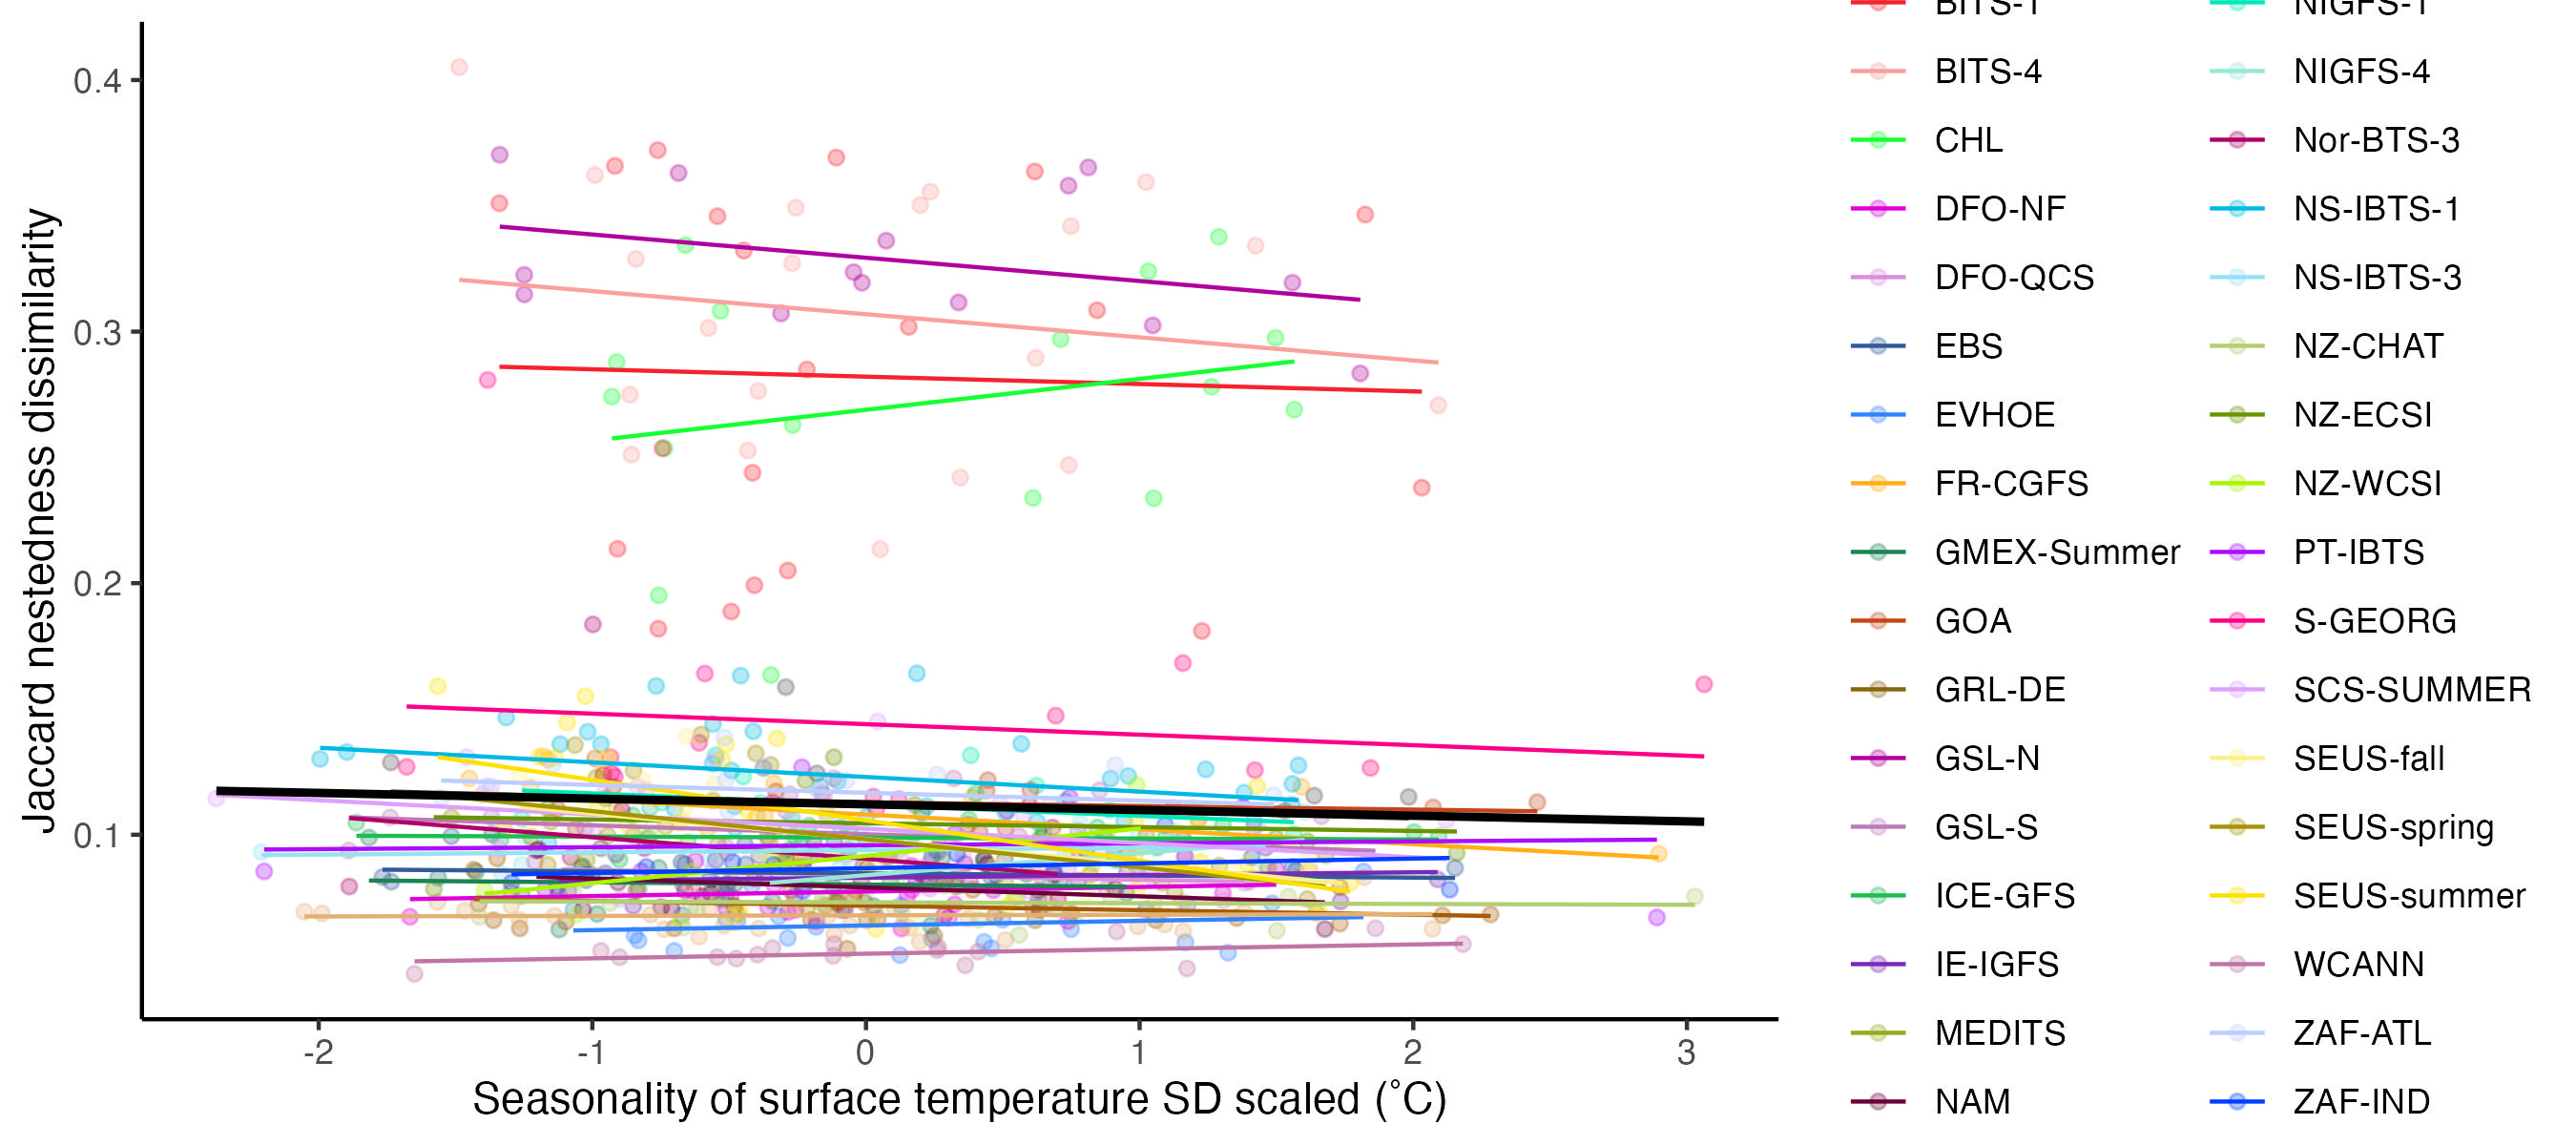 BITS-1 NIGFS-1
0.4 BITS-4 NIGFS-4
CHL Nor-BTS-3
DFO-NF NS-IBTS-1
DFO-QCS NS-IBTS-3
0.3 EBS NZ-CHAT
EVHOE NZ-ECSI
FR-CGFS NZ-WCSI
0.2 GMEX-Summer PT-IBTS
GOA S-GEORG
GRL-DE SCS-SUMMER
GSL-N SEUS-fall
0.1 GSL-S SEUS-spring
ICE-GFS SEUS-summer
IE-IGFS WCANN
MEDITS ZAF-ATL
NAM ZAF-IND
Jaccard nestedness dissimilarity
-2 -1 0 1 2 3
Seasonality of surface temperature SD scaled (˚C)